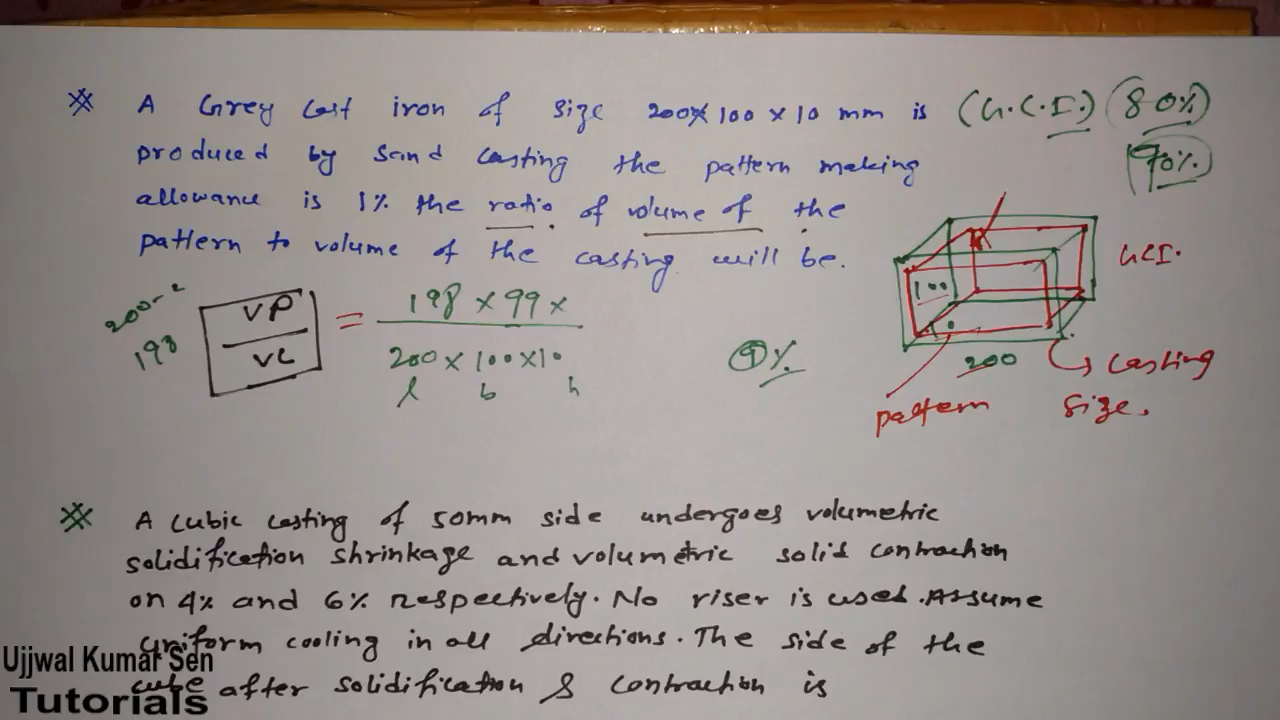 A Grey Cast iron of size 200x100 x 10 mm is (G.C.I.) (80%)
produced by Sand Casting the pattern making 90%.
allowance is 1% the ratio of volume of the
pattern to volume of the casting will be.
G.C.I.
200-2
198
VP = 198 x 99 x
VC 200 x 100 x 10
l b h
9%
100
200
Casting
size.
pattern
A cubic casting of 50mm side undergoes volumetric
solidification shrinkage and volumetric solid contraction
on 4% and 6% respectively. No riser is used. Assume
uniform cooling in all directions. The side of the
cube after solidification & contraction is
Ujjwal Kumar Sen
Tutorials